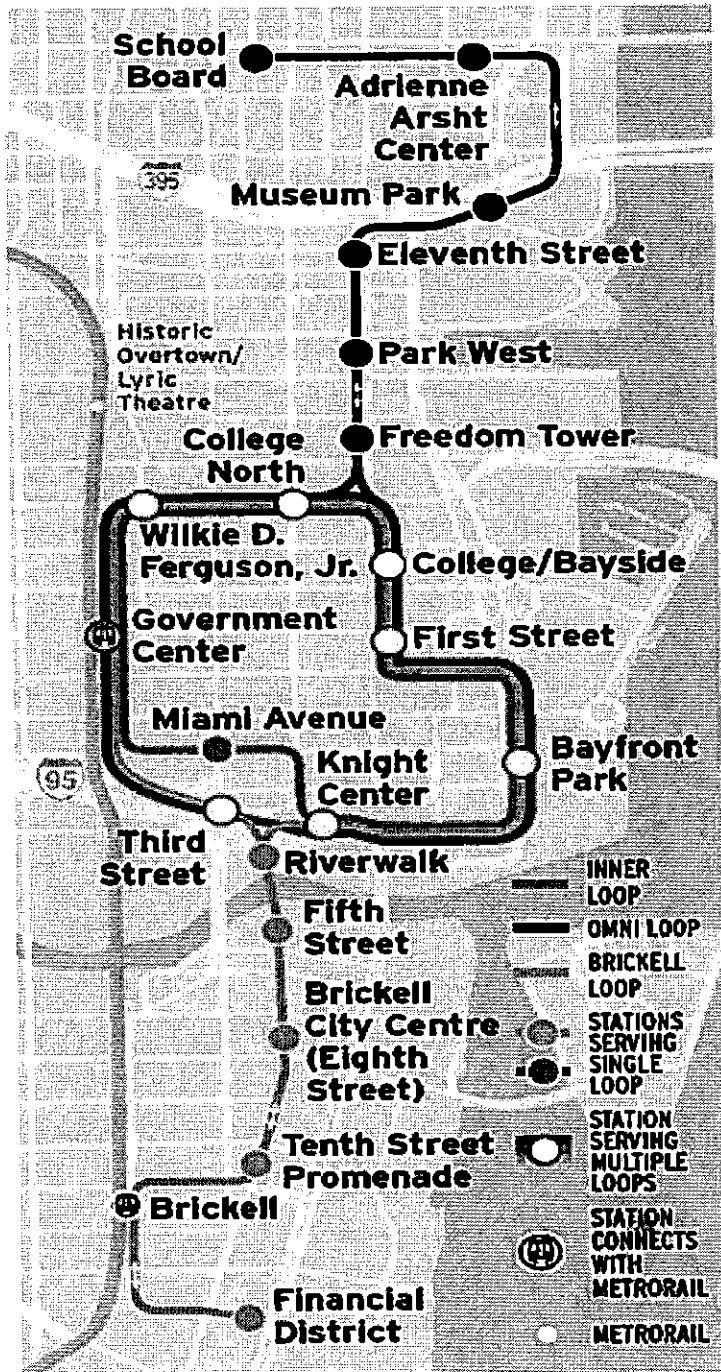 School
Board
Adrienne
Arsht
Center
395
Museum Park
Eleventh Street
Historic
Overtown/
Lyric
Theatre
Park West
College
North
Freedom Tower
Wilkie D.
Ferguson, Jr.
College/Bayside
Government
Center
First Street
Miami Avenue
Knight
Center
Bayfront
Park
95
Third
Street
Riverwalk
Fifth
Street
Brickell
City Centre
(Eighth
Street)
Tenth Street
Promenade
Brickell
Financial
District
INNER
LOOP
OMNI LOOP
BRICKELL
LOOP
STATIONS
SERVING
SINGLE
LOOP
STATION
SERVING
MULTIPLE
LOOPS
STATION
CONNECTS
WITH
METRORAIL
METRORAIL